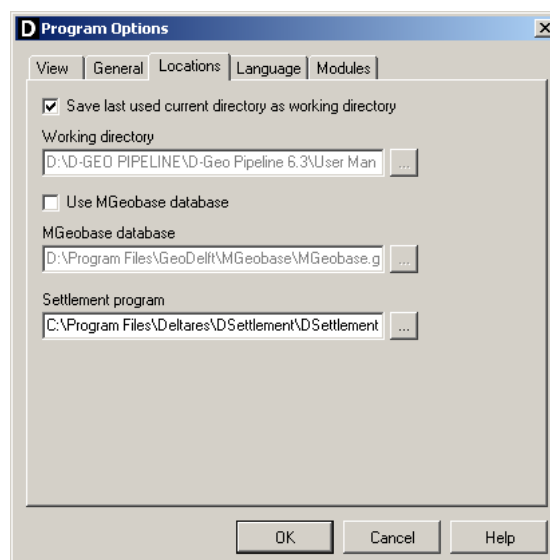 D Program Options
View General Locations Language Modules
Save last used current directory as working directory
Working directory
D:\D-GEO PIPELINE\D-Geo Pipeline 6.3\User Man ...
Use MGeobase database
MGeobase database
D:\Program Files\GeoDelft\MGeobase\MGeobase.g ...
Settlement program
C:\Program Files\Deltares\DSettlement\DSettlement ...
OK Cancel Help